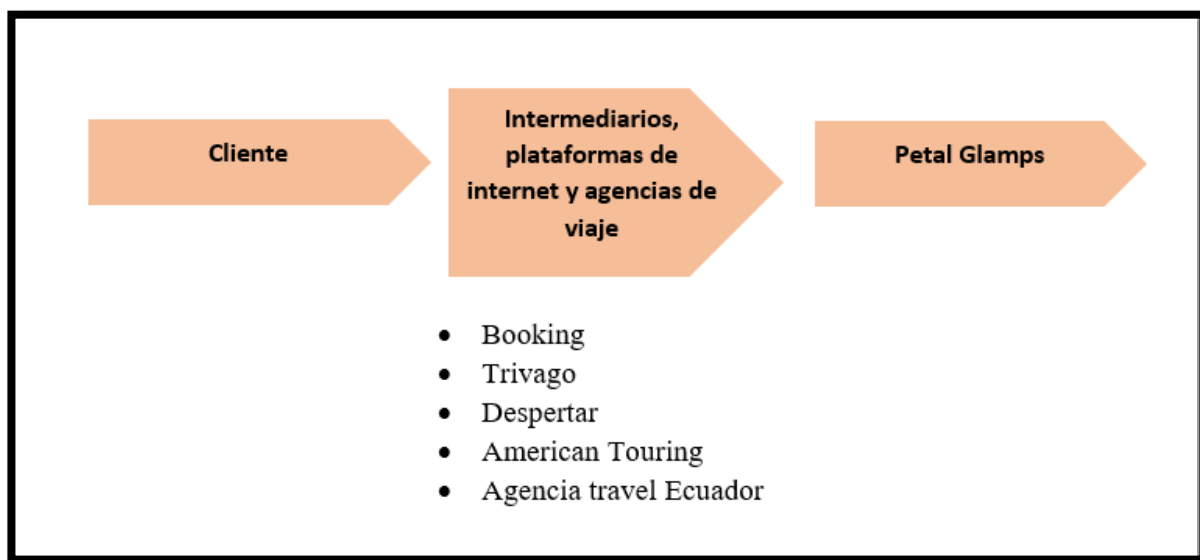 Cliente
Intermediarios,
plataformas de
internet y agencias de
viaje
Petal Glamps
• Booking
• Trivago
• Despertar
• American Touring
• Agencia travel Ecuador